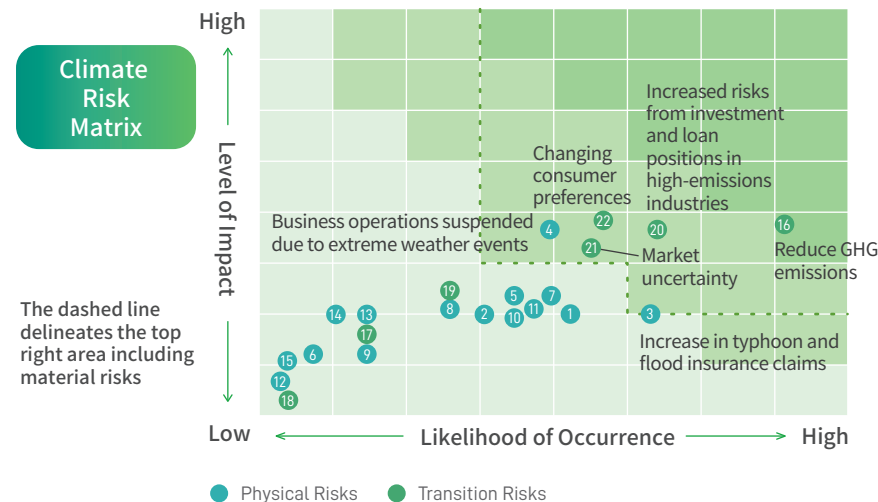 High
Climate
Risk
Matrix
Level of Impact
Increased risks
from investment
and loan
positions in
high-emissions
industries
Changing
consumer
preferences
Business operations suspended
due to extreme weather events
4
22
21
20
16
Market
uncertainty
Reduce GHG
emissions
The dashed line
delineates the top
right area including
material risks
19
8
2
5
10
11
7
1
3
14
13
17
9
6
15
12
18
Increase in typhoon and
flood insurance claims
Low
Likelihood of Occurrence
High
Physical Risks
Transition Risks